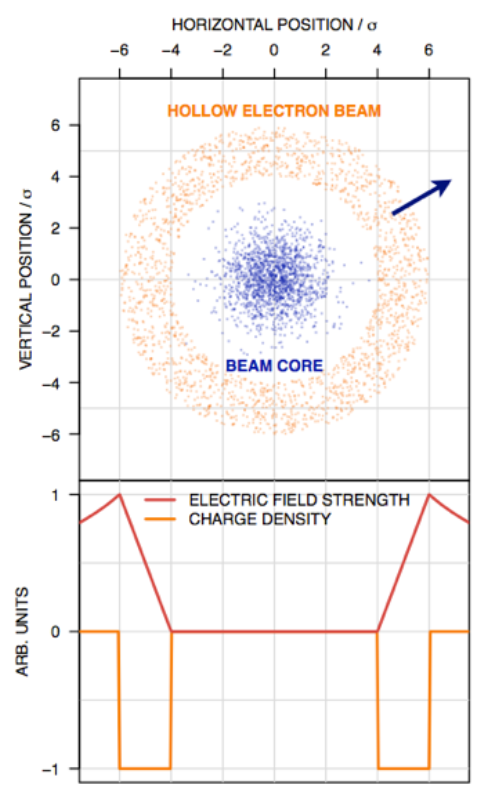 HORIZONTAL POSITION / σ
−6 −4 −2 0 2 4 6
HOLLOW ELECTRON BEAM
VERTICAL POSITION / σ
6
4
2
0
−2
−4
−6
BEAM CORE
ELECTRIC FIELD STRENGTH
CHARGE DENSITY
ARB. UNITS
1
0
−1